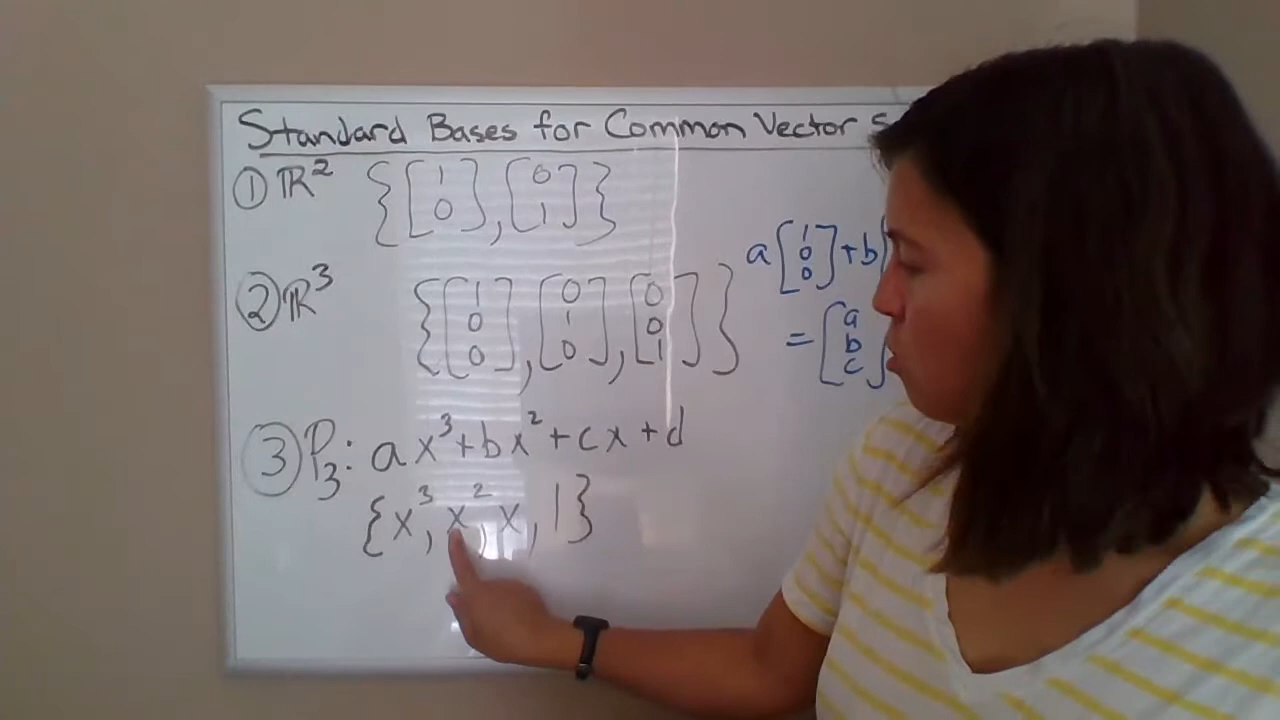 Standard Bases for Common Vector
① ℝ² {[1 0], [0 1]}
② ℝ³ {[1 0 0], [0 1 0], [0 0 1]}
a[1 0 0] + b
= [a b c]
③ P₃: ax³ + bx² + cx + d
{x³, x², x, 1}